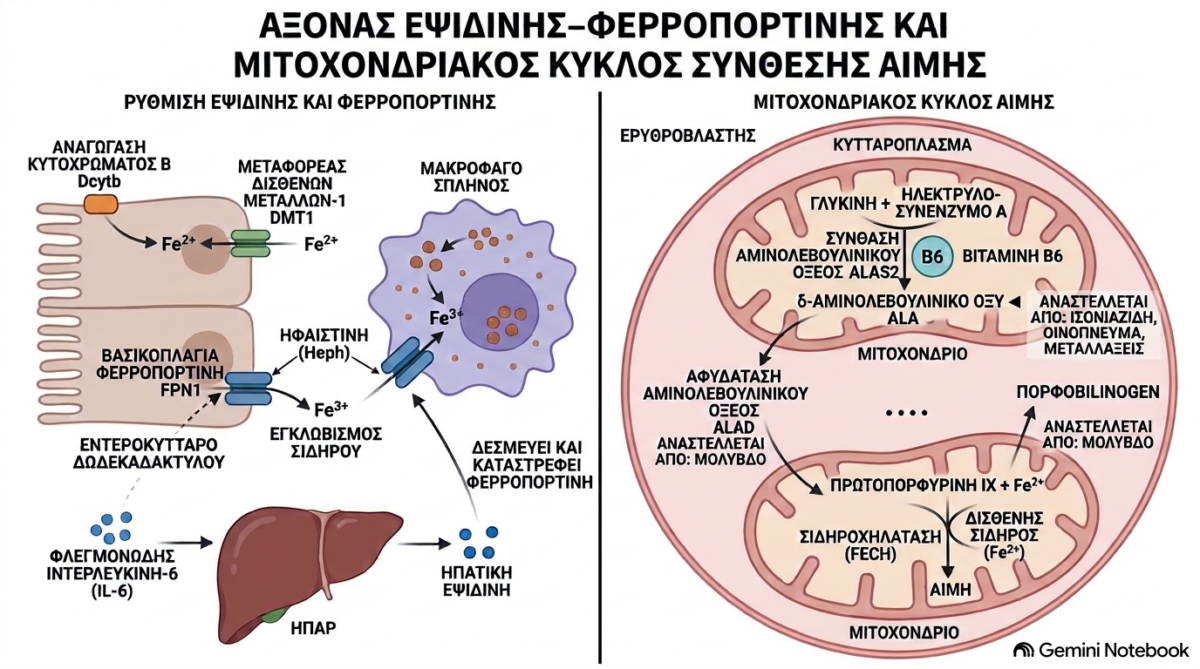 ΑΞΟΝΑΣ ΕΨΙΔΙΝΗΣ–ΦΕΡΡΟΠΟΡΤΙΝΗΣ ΚΑΙ
ΜΙΤΟΧΟΝΔΡΙΑΚΟΣ ΚΥΚΛΟΣ ΣΥΝΘΕΣΗΣ ΑΙΜΗΣ
ΡΥΘΜΙΣΗ ΕΨΙΔΙΝΗΣ ΚΑΙ ΦΕΡΡΟΠΟΡΤΙΝΗΣ
ΑΝΑΓΩΓΑΣΗ
ΚΥΤΟΧΡΩΜΑΤΟΣ Β
Dcytb
ΜΕΤΑΦΟΡΕΑΣ
ΔΙΣΘΕΝΩΝ
ΜΕΤΑΛΛΩΝ-1
DMT1
Fe²⁺
Fe²⁺
ΜΑΚΡΟΦΑΓΟ
ΣΠΛΗΝΟΣ
Fe³⁺
ΗΦΑΙΣΤΙΝΗ
(Heph)
ΒΑΣΙΚΟΠΛΑΓΙΑ
ΦΕΡΡΟΠΟΡΤΙΝΗ
FPN1
Fe³⁺
ΕΓΚΛΩΒΙΣΜΟΣ
ΣΙΔΗΡΟΥ
ΕΝΤΕΡΟΚΥΤΤΑΡΟ
ΔΩΔΕΚΑΔΑΚΤΥΛΟΥ
ΔΕΣΜΕΥΕΙ ΚΑΙ
ΚΑΤΑΣΤΡΕΦΕΙ
ΦΕΡΡΟΠΟΡΤΙΝΗ
ΦΛΕΓΜΟΝΩΔΗΣ
ΙΝΤΕΡΛΕΥΚΙΝΗ-6
(IL-6)
ΗΠΑΡ
ΗΠΑΤΙΚΗ
ΕΨΙΔΙΝΗ
ΜΙΤΟΧΟΝΔΡΙΑΚΟΣ ΚΥΚΛΟΣ ΑΙΜΗΣ
ΕΡΥΘΡΟΒΛΑΣΤΗΣ
ΚΥΤΤΑΡΟΠΛΑΣΜΑ
ΓΛΥΚΙΝΗ +
ΗΛΕΚΤΡΥΛΟ-
ΣΥΝΕΝΖΥΜΟ Α
ΣΥΝΘΑΣΗ
ΑΜΙΝΟΛΕΒΟΥΛΙΝΙΚΟΥ
ΟΞΕΟΣ ALAS2
B6
ΒΙΤΑΜΙΝΗ Β6
δ-ΑΜΙΝΟΛΕΒΟΥΛΙΝΙΚΟ ΟΞΥ
ALA
ΑΝΑΣΤΕΛΛΕΤΑΙ
ΑΠΟ: ΙΣΟΝΙΑΖΙΔΗ,
ΟΙΝΟΠΝΕΥΜΑ,
ΜΕΤΑΛΛΑΞΕΙΣ
ΜΙΤΟΧΟΝΔΡΙΟ
ΑΦΥΔΑΤΑΣΗ
ΑΜΙΝΟΛΕΒΟΥΛΙΝΙΚΟΥ
ΟΞΕΟΣ
ALAD
ΑΝΑΣΤΕΛΛΕΤΑΙ
ΑΠΟ: ΜΟΛΥΒΔΟ
....
ΠΟΡΦΟBILINOGEN
ΑΝΑΣΤΕΛΛΕΤΑΙ
ΑΠΟ: ΜΟΛΥΒΔΟ
ΠΡΩΤΟΠΟΡΦΥΡΙΝΗ ΙΧ + Fe²⁺
ΣΙΔΗΡΟΧΗΛΑΤΑΣΗ
(FECH)
ΔΙΣΘΕΝΗΣ
ΣΙΔΗΡΟΣ
(Fe²⁺)
ΑΙΜΗ
ΜΙΤΟΧΟΝΔΡΙΟ
Gemini Notebook